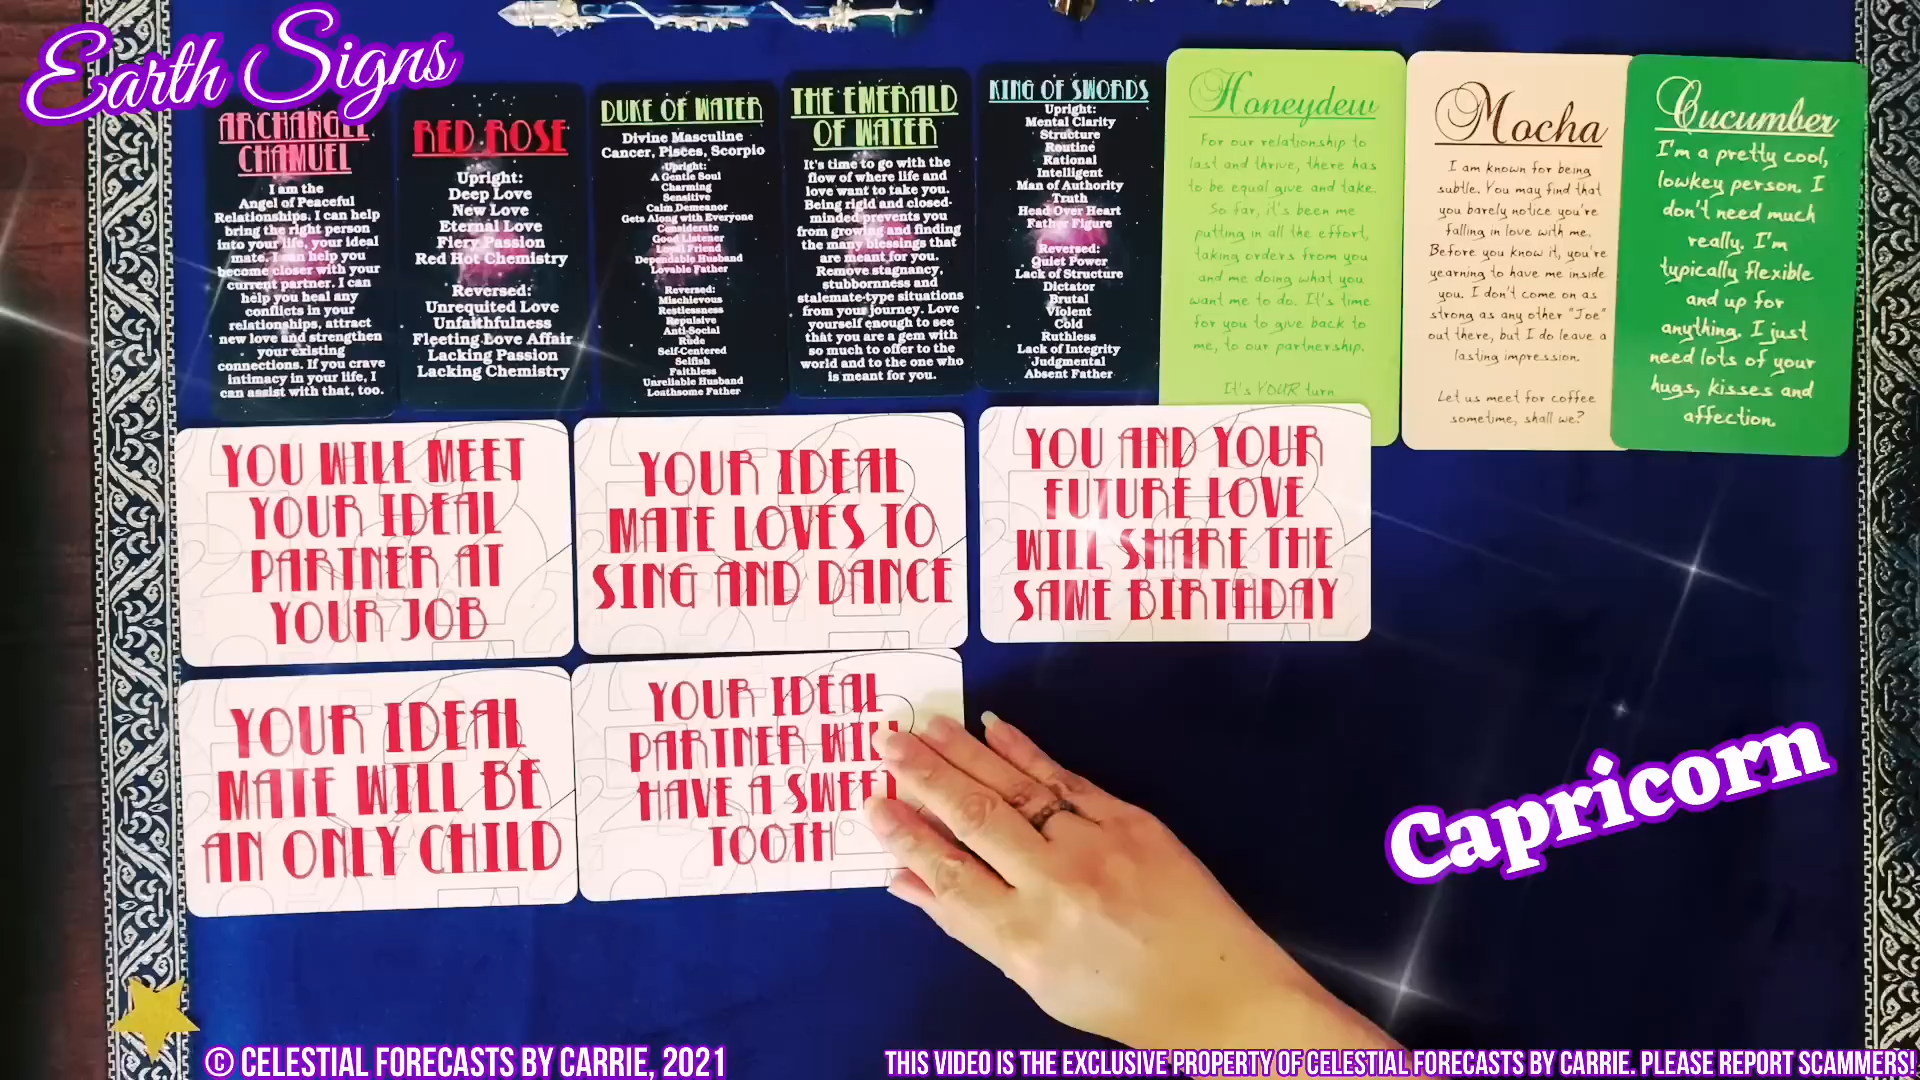 Earth Signs
ARCHANGEL
CHAMUEL
I am the
Angel of Peaceful
Relationships. I can help
bring the right person
into your life, your ideal
mate. I can help you
become closer with your
current partner. I can
help you heal any
conflicts in your
relationships, attract
new love and strengthen
your existing
connections. If you crave
intimacy in your life, I
can assist with that, too.
RED ROSE
Upright:
Deep Love
New Love
Eternal Love
Fiery Passion
Red Hot Chemistry
Reversed:
Unrequited Love
Unfaithfulness
Fleeting Love Affair
Lacking Passion
Lacking Chemistry
DUKE OF WATER
Divine Masculine
Cancer, Pisces, Scorpio
Upright:
A Gentle Soul
Charming
Sensitive
Calm Demeanor
Gets Along with Everyone
Considerate
Good Listener
Loyal Friend
Dependable Husband
Lovable Father
Reversed:
Mischievous
Restlessness
Repulsive
Anti-Social
Rude
Self-Centered
Selfish
Faithless
Unreliable Husband
Loathsome Father
THE EMERALD
OF WATER
It's time to go with the
flow of where life and
love want to take you.
Being rigid and closed-
minded prevents you
from growing and finding
the many blessings that
are meant for you.
Remove stagnancy,
stubbornness and
stalemate-type situations
from your journey. Love
yourself enough to see
that you are a gem with
so much to offer to the
world and to the one who
is meant for you.
KING OF SWORDS
Upright:
Mental Clarity
Structure
Routine
Rational
Intelligent
Man of Authority
Truth
Head Over Heart
Father Figure
Reversed:
Quiet Power
Lack of Structure
Dictator
Brutal
Violent
Cold
Ruthless
Lack of Integrity
Judgmental
Absent Father
Honeydew
For our relationship to
last and thrive, there has
to be equal give and take.
So far, it's been me
putting in all the effort,
taking orders from you
and me doing what you
want me to do. It's time
for you to give back to
me, to our partnership.
It's YOUR turn
Mocha
I am known for being
subtle. You may find that
you barely notice you're
falling in love with me.
Before you know it, you're
yearning to have me inside
you. I don't come on as
strong as any other "Joe"
out there, but I do leave a
lasting impression.
Let us meet for coffee
sometime, shall we?
Cucumber
I'm a pretty cool,
lowkey person. I
don't need much
really. I'm
typically flexible
and up for
anything. I just
need lots of your
hugs, kisses and
affection.
YOU WILL MEET
YOUR IDEAL
PARTNER AT
YOUR JOB
YOUR IDEAL
MATE LOVES TO
SING AND DANCE
YOU AND YOUR
FUTURE LOVE
WILL SHARE THE
SAME BIRTHDAY
YOUR IDEAL
MATE WILL BE
AN ONLY CHILD
YOUR IDEAL
PARTNER WILL
HAVE A SWEET
TOOTH
Capricorn
© CELESTIAL FORECASTS BY CARRIE, 2021
THIS VIDEO IS THE EXCLUSIVE PROPERTY OF CELESTIAL FORECASTS BY CARRIE. PLEASE REPORT SCAMMERS!